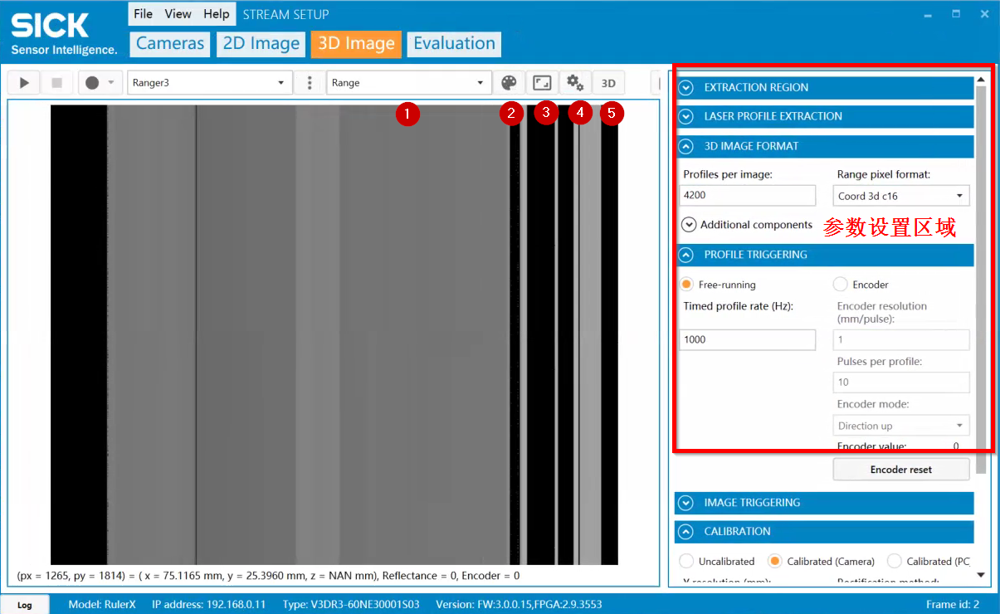 SICK
Sensor Intelligence.
File View Help STREAM SETUP
Cameras 2D Image 3D Image Evaluation
Ranger3 Range 3D
1 2 3 4 5
EXTRACTION REGION
LASER PROFILE EXTRACTION
3D IMAGE FORMAT
Profiles per image: Range pixel format:
4200 Coord 3d c16
Additional components 参数设置区域
PROFILE TRIGGERING
Free-running Encoder
Timed profile rate (Hz): Encoder resolution
(mm/pulse):
1000 1
Pulses per profile:
10
Encoder mode:
Direction up
Encoder value: 0
Encoder reset
IMAGE TRIGGERING
CALIBRATION
Uncalibrated Calibrated (Camera) Calibrated (PC
(px = 1265, py = 1814) = ( x = 75.1165 mm, y = 25.3960 mm, z = NAN mm), Reflectance = 0, Encoder = 0
X resolution (mm): Rectification method:
Log Model: RulerX IP address: 192.168.0.11 Type: V3DR3-60NE30001S03 Version: FW:3.0.0.15,FPGA:2.9.3553 Frame id: 2